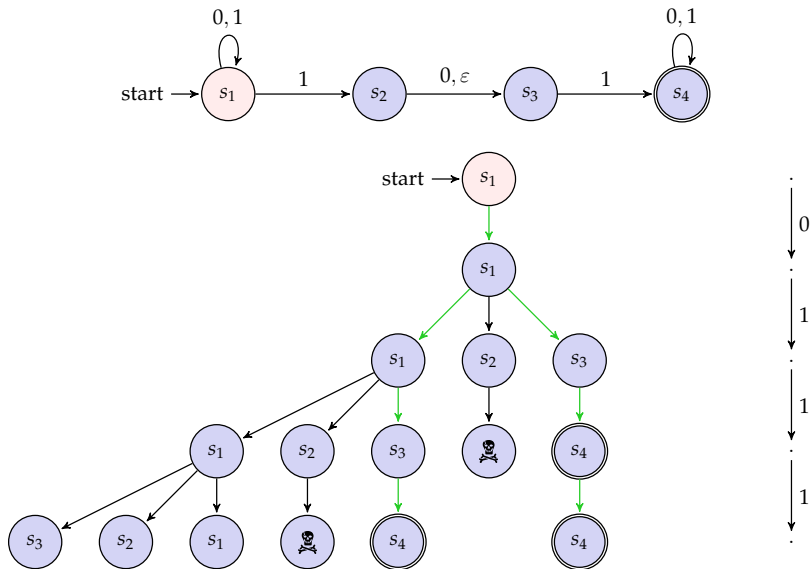 0, 1 0, 1
start s₁ 1 s₂ 0, ε s₃ 1 s₄
start s₁ .
0
s₁ .
1
s₁ s₂ s₃ .
1
s₁ s₂ s₃ ☠ s₄ .
1
s₃ s₂ s₁ ☠ s₄ s₄ .